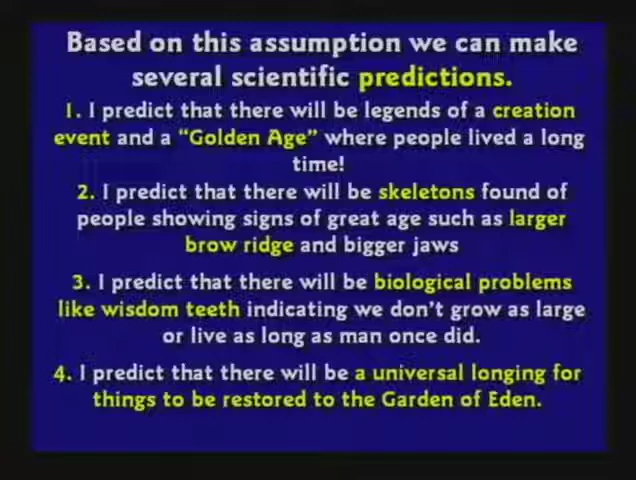 Based on this assumption we can make
several scientific predictions.
1. I predict that there will be legends of a creation
event and a “Golden Age” where people lived a long
time!
2. I predict that there will be skeletons found of
people showing signs of great age such as larger
brow ridge and bigger jaws
3. I predict that there will be biological problems
like wisdom teeth indicating we don't grow as large
or live as long as man once did.
4. I predict that there will be a universal longing for
things to be restored to the Garden of Eden.